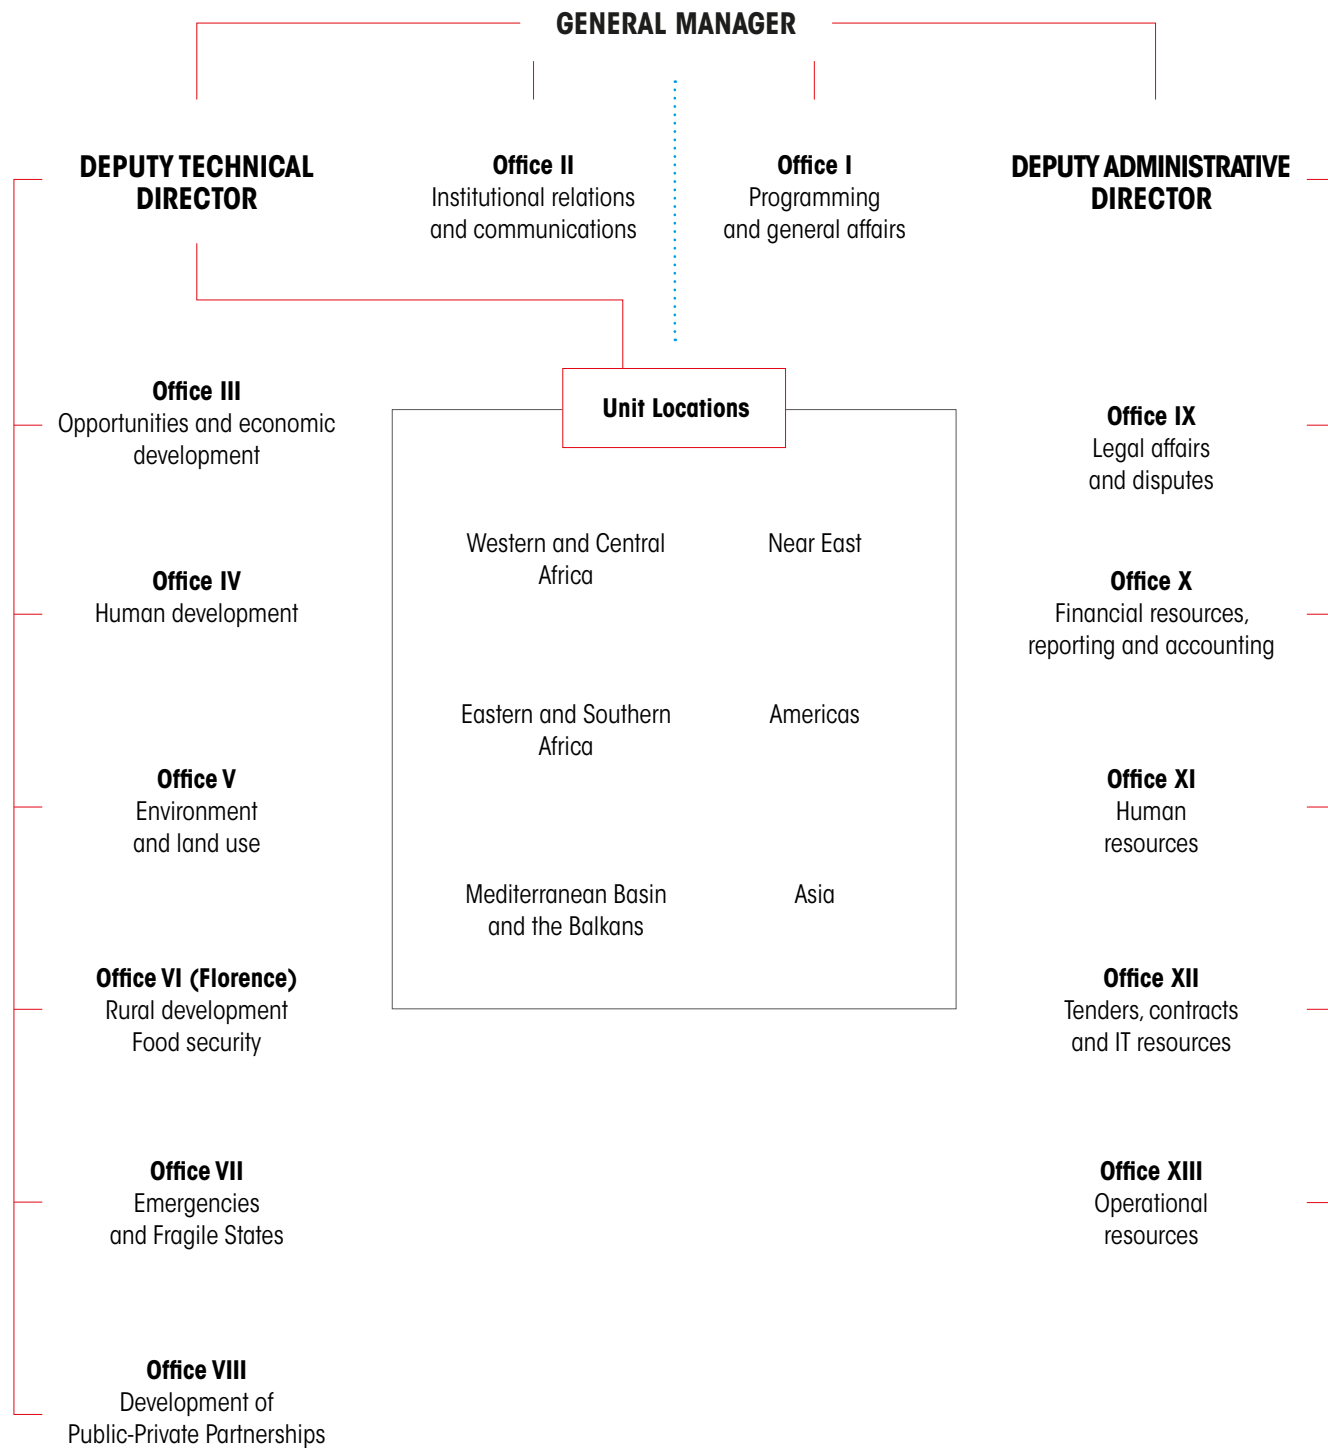 GENERAL MANAGER
DEPUTY TECHNICAL
DIRECTOR
Office II
Institutional relations
and communications
Office I
Programming
and general affairs
DEPUTY ADMINISTRATIVE
DIRECTOR
Office III
Opportunities and economic
development
Office IV
Human development
Office V
Environment
and land use
Office VI (Florence)
Rural development
Food security
Office VII
Emergencies
and Fragile States
Office VIII
Development of
Public-Private Partnerships
Unit Locations
Western and Central
Africa
Near East
Eastern and Southern
Africa
Americas
Mediterranean Basin
and the Balkans
Asia
Office IX
Legal affairs
and disputes
Office X
Financial resources,
reporting and accounting
Office XI
Human
resources
Office XII
Tenders, contracts
and IT resources
Office XIII
Operational
resources